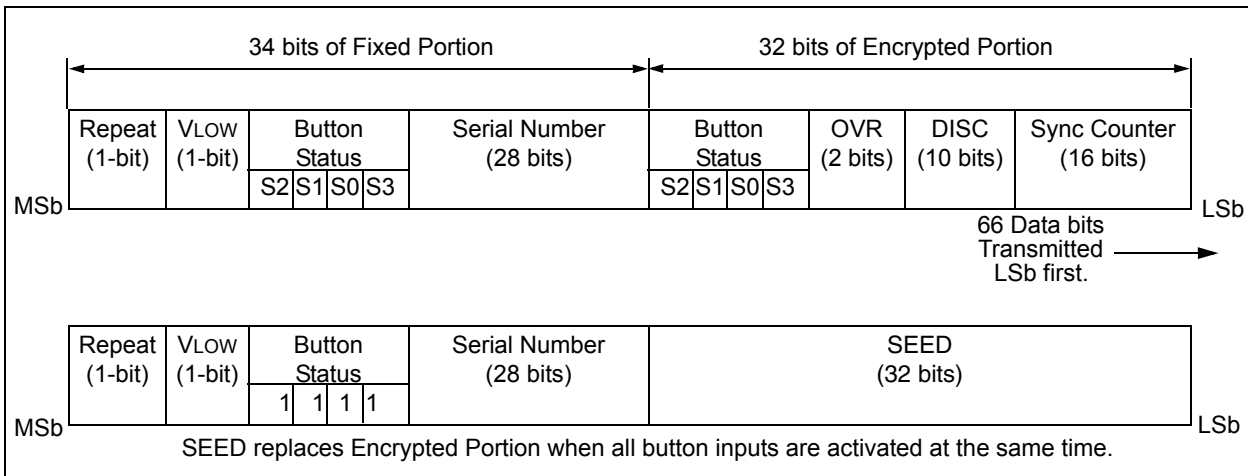 34 bits of Fixed Portion 32 bits of Encrypted Portion
Repeat VLOW Button Serial Number Button OVR DISC Sync Counter
(1-bit) (1-bit) Status (28 bits) Status (2 bits) (10 bits) (16 bits)
S2 S1 S0 S3 S2 S1 S0 S3
MSb LSb
66 Data bits
Transmitted
LSb first.
Repeat VLOW Button Serial Number SEED
(1-bit) (1-bit) Status (28 bits) (32 bits)
1 1 1 1
MSb LSb
SEED replaces Encrypted Portion when all button inputs are activated at the same time.